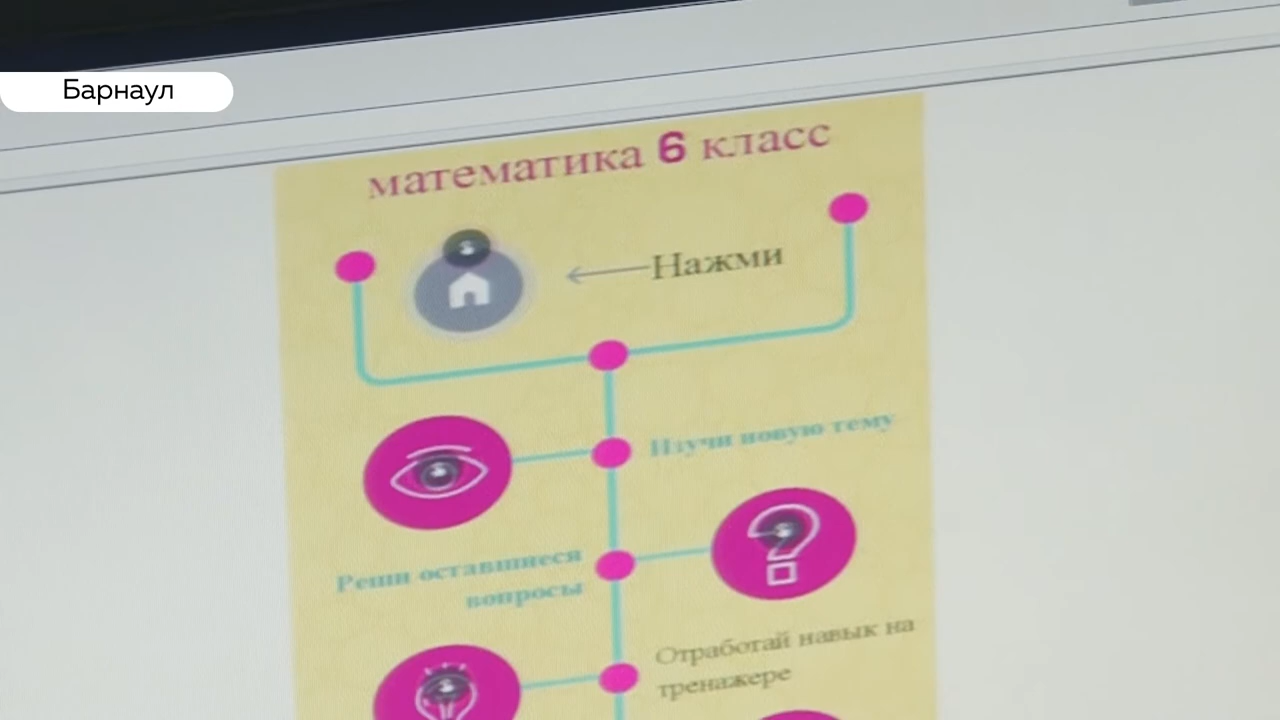 Барнаул
математика 6 класс
Нажми
Изучи новую тему
Реши оставшиеся
вопросы
Отработай навык на
тренажере